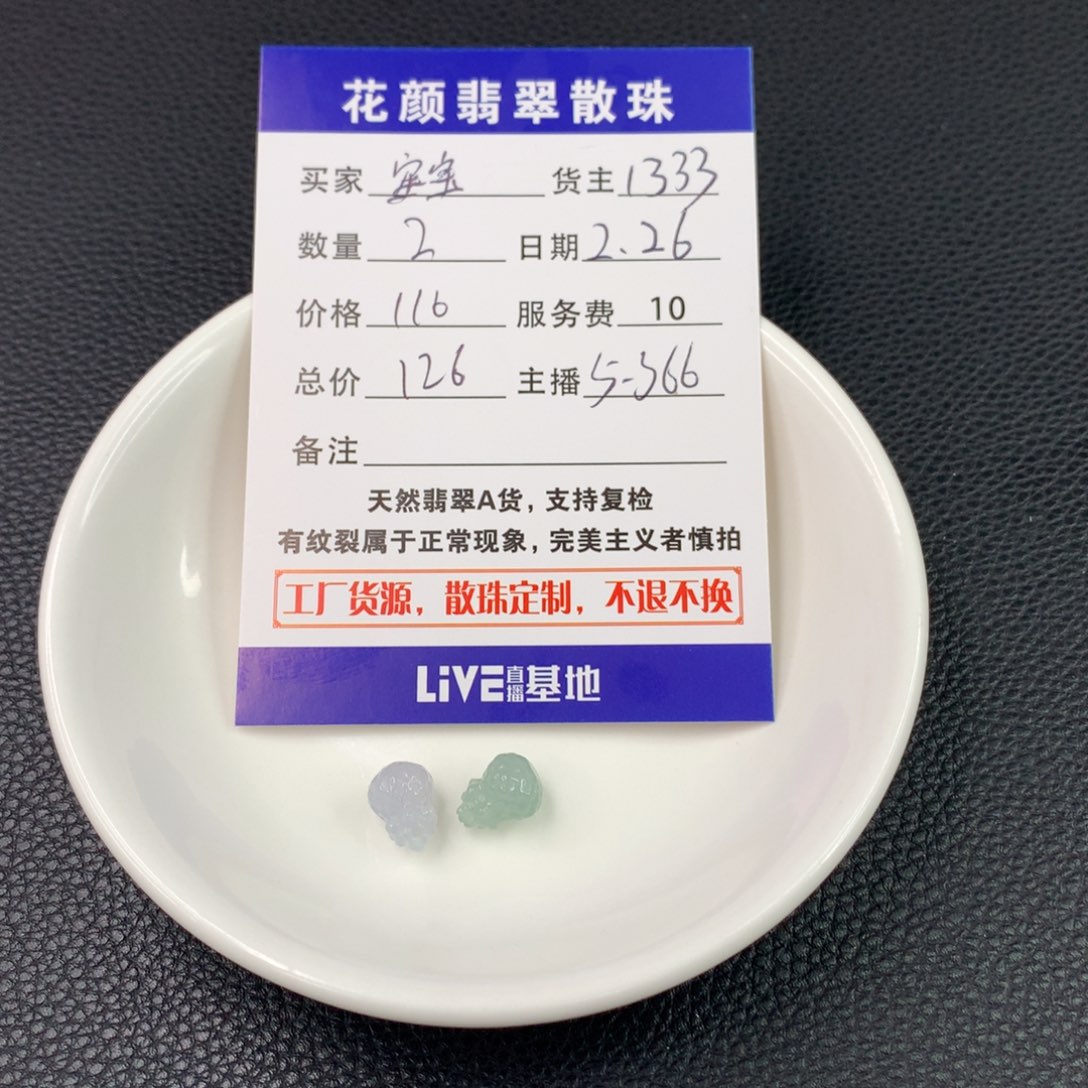 花颜翡翠散珠
买家 宝宝 货主 1333
数量 2 日期 2.26
价格 116 服务费 10
总价 126 主播 5-366
备注
天然翡翠A货，支持复检
有纹裂属于正常现象，完美主义者慎拍
工厂货源，散珠定制，不退不换
LiVE直播基地